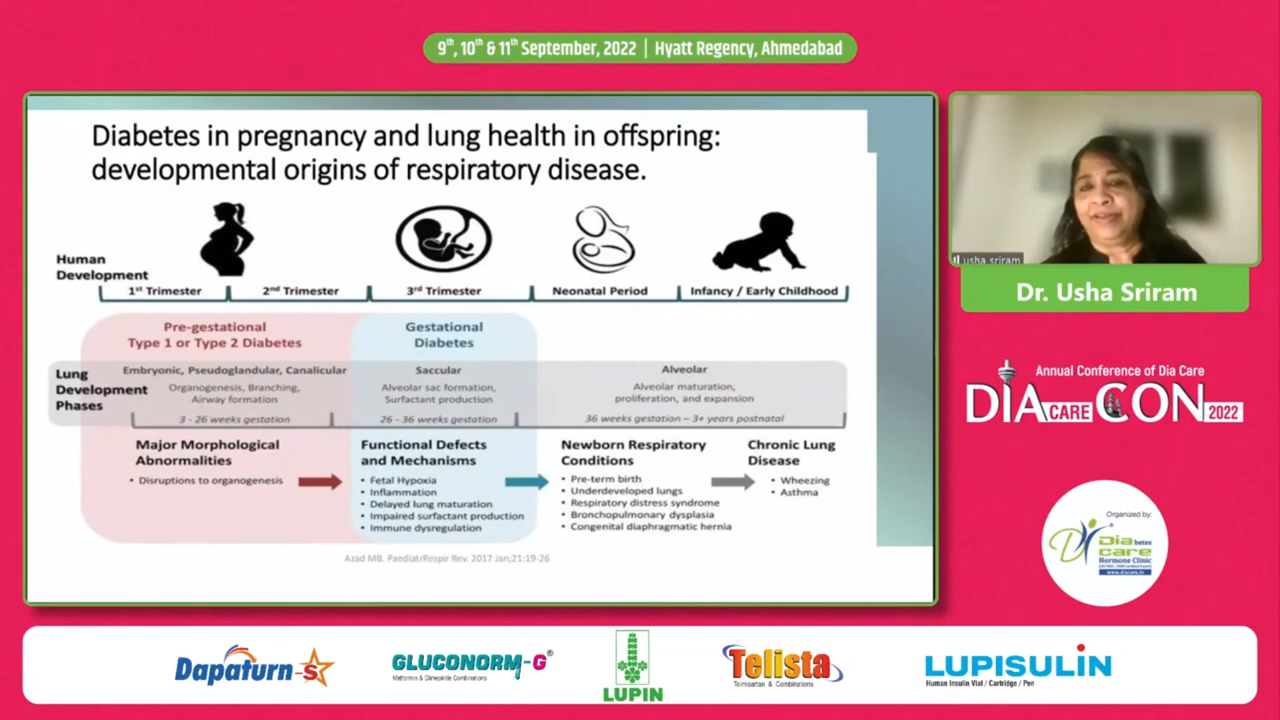 9th, 10th & 11th September, 2022 | Hyatt Regency, Ahmedabad
Diabetes in pregnancy and lung health in offspring:
developmental origins of respiratory disease.
Human
Development
1st Trimester
2nd Trimester
3rd Trimester
Neonatal Period
Infancy / Early Childhood
Pre-gestational
Type 1 or Type 2 Diabetes
Gestational
Diabetes
Lung
Development
Phases
Embryonic, Pseudoglandular, Canalicular
Organogenesis, Branching,
Airway formation
3 - 26 weeks gestation
Saccular
Alveolar sac formation,
Surfactant production
26 - 36 weeks gestation
Alveolar
Alveolar maturation,
proliferation, and expansion
36 weeks gestation – 3+ years postnatal
Major Morphological
Abnormalities
• Disruptions to organogenesis
Functional Defects
and Mechanisms
• Fetal Hypoxia
• Inflammation
• Delayed lung maturation
• Impaired surfactant production
• Immune dysregulation
Newborn Respiratory
Conditions
• Pre-term birth
• Underdeveloped lungs
• Respiratory distress syndrome
• Bronchopulmonary dysplasia
• Congenital diaphragmatic hernia
Chronic Lung
Disease
• Wheezing
• Asthma
Azad MB. PaediatrRespir Rev. 2017 Jan;21:19-26
usha sriram
Dr. Usha Sriram
Annual Conference of Dia Care
DIA CARE CON 2022
Organized by:
Dia betes
care
Hormone Clinic
www.diacare.in
Dapaturn-S
GLUCONORM-G®
Metformin & Glimepiride Combinations
LUPIN
Telista
Telmisartan & Combinations
LUPISULIN
Human Insulin Vial / Cartridge / Pen